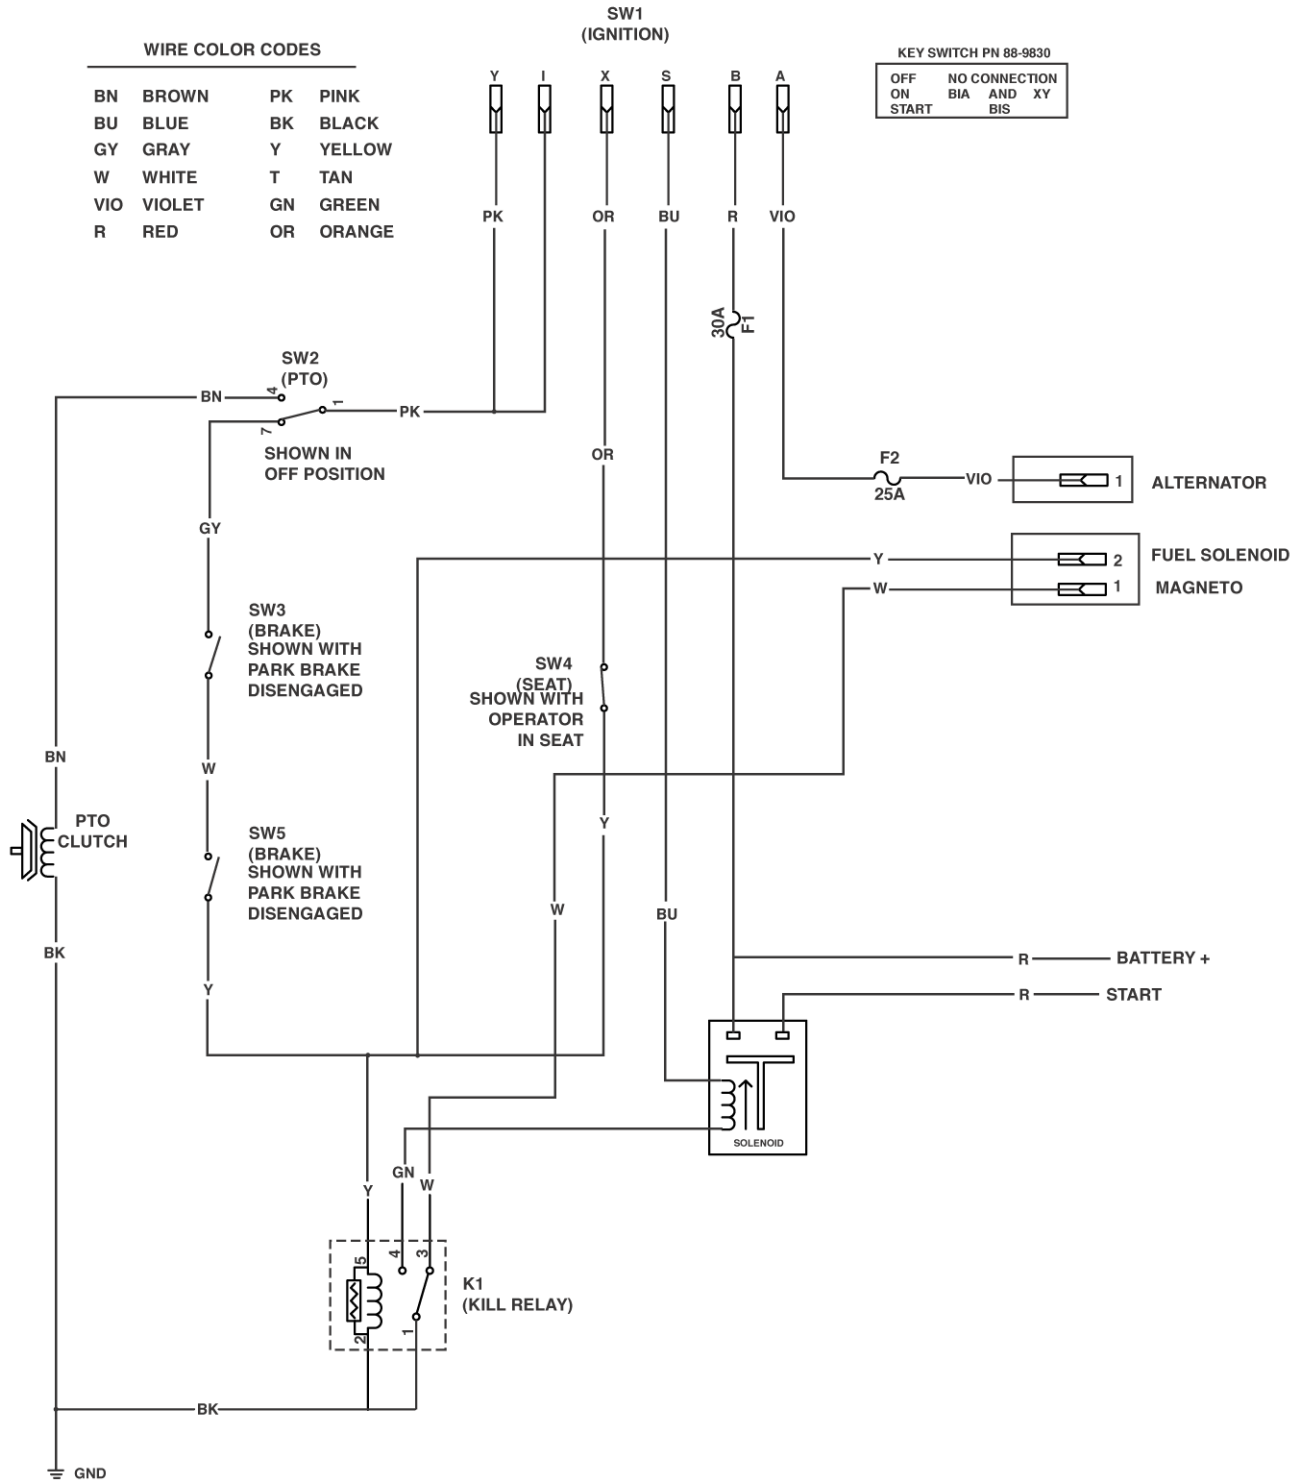 SW1
(IGNITION)
WIRE COLOR CODES
BN BROWN PK PINK
BU BLUE BK BLACK
GY GRAY Y YELLOW
W WHITE T TAN
VIO VIOLET GN GREEN
R RED OR ORANGE
Y I X S B A
KEY SWITCH PN 88-9830
OFF NO CONNECTION
ON BIA AND XY
START BIS
PK OR BU R VIO
30A
F1
SW2
(PTO)
BN
4
1
PK
7
SHOWN IN
OFF POSITION
OR
F2
25A
VIO
1
ALTERNATOR
GY
Y
2
FUEL SOLENOID
W
1
MAGNETO
SW3
(BRAKE)
SHOWN WITH
PARK BRAKE
DISENGAGED
SW4
(SEAT)
SHOWN WITH
OPERATOR
IN SEAT
BN
W
PTO
CLUTCH
Y
SW5
(BRAKE)
SHOWN WITH
PARK BRAKE
DISENGAGED
W
BU
BK
R
BATTERY +
Y
R
START
SOLENOID
GN
W
Y
5
4
3
K1
(KILL RELAY)
2
1
BK
GND